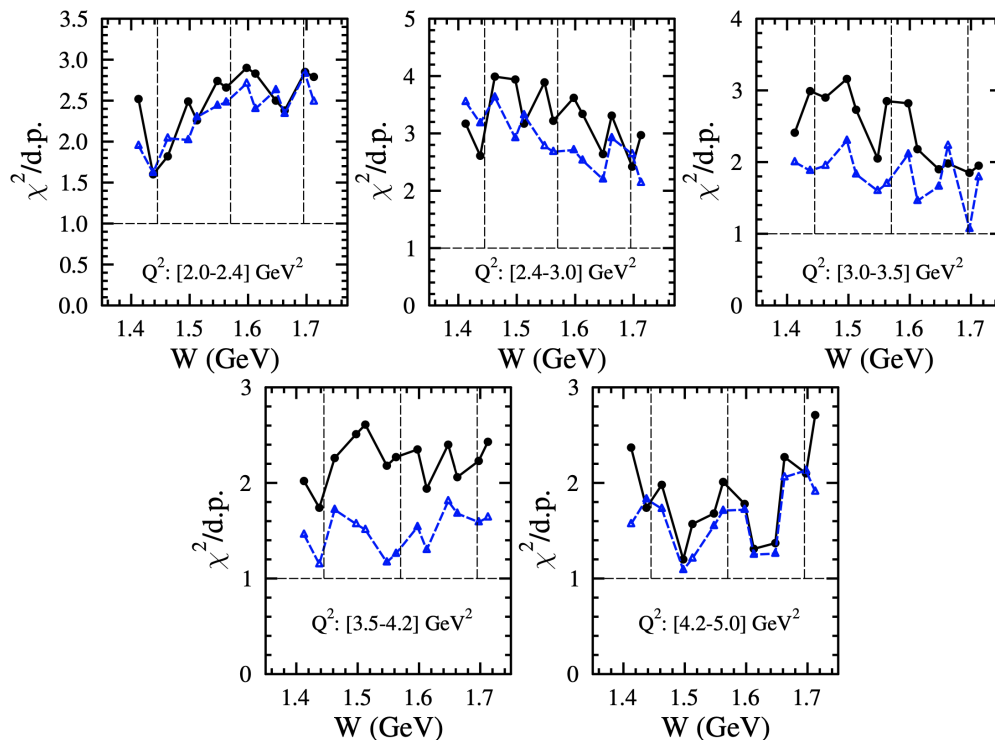 χ²/d.p.
3.5
3.0
2.5
2.0
1.5
1.0
0.5
0.0
Q²: [2.0-2.4] GeV²
1.4 1.5 1.6 1.7
W (GeV)
χ²/d.p.
5
4
3
2
1
0
Q²: [2.4-3.0] GeV²
1.4 1.5 1.6 1.7
W (GeV)
χ²/d.p.
4
3
2
1
0
Q²: [3.0-3.5] GeV²
1.4 1.5 1.6 1.7
W (GeV)
χ²/d.p.
3
2
1
0
Q²: [3.5-4.2] GeV²
1.4 1.5 1.6 1.7
W (GeV)
χ²/d.p.
3
2
1
0
Q²: [4.2-5.0] GeV²
1.4 1.5 1.6 1.7
W (GeV)